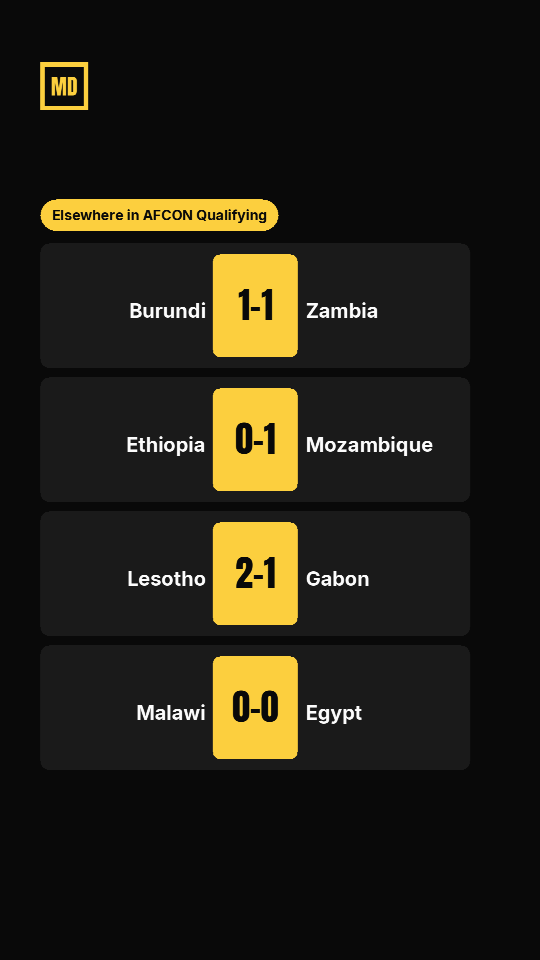 MD
Elsewhere in AFCON Qualifying
Burundi 1-1 Zambia
Ethiopia 0-1 Mozambique
Lesotho 2-1 Gabon
Malawi 0-0 Egypt